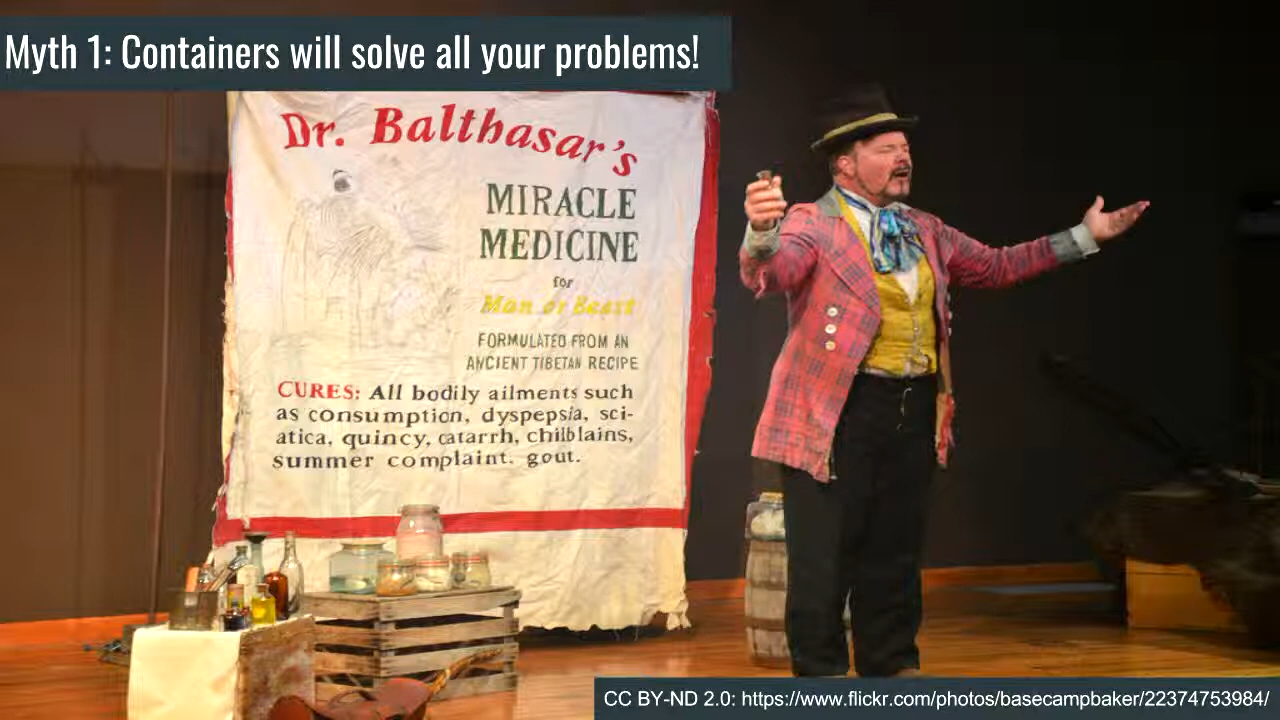 Myth 1: Containers will solve all your problems!
Dr. Balthasar's
MIRACLE
MEDICINE
for
Man or Beast
FORMULATED FROM AN
ANCIENT TIBETAN RECIPE
CURES: All bodily ailments such
as consumption, dyspepsia, sci-
atica, quincy, catarrh, chilblains,
summer complaint. gout.
CC BY-ND 2.0: https://www.flickr.com/photos/basecampbaker/22374753984/